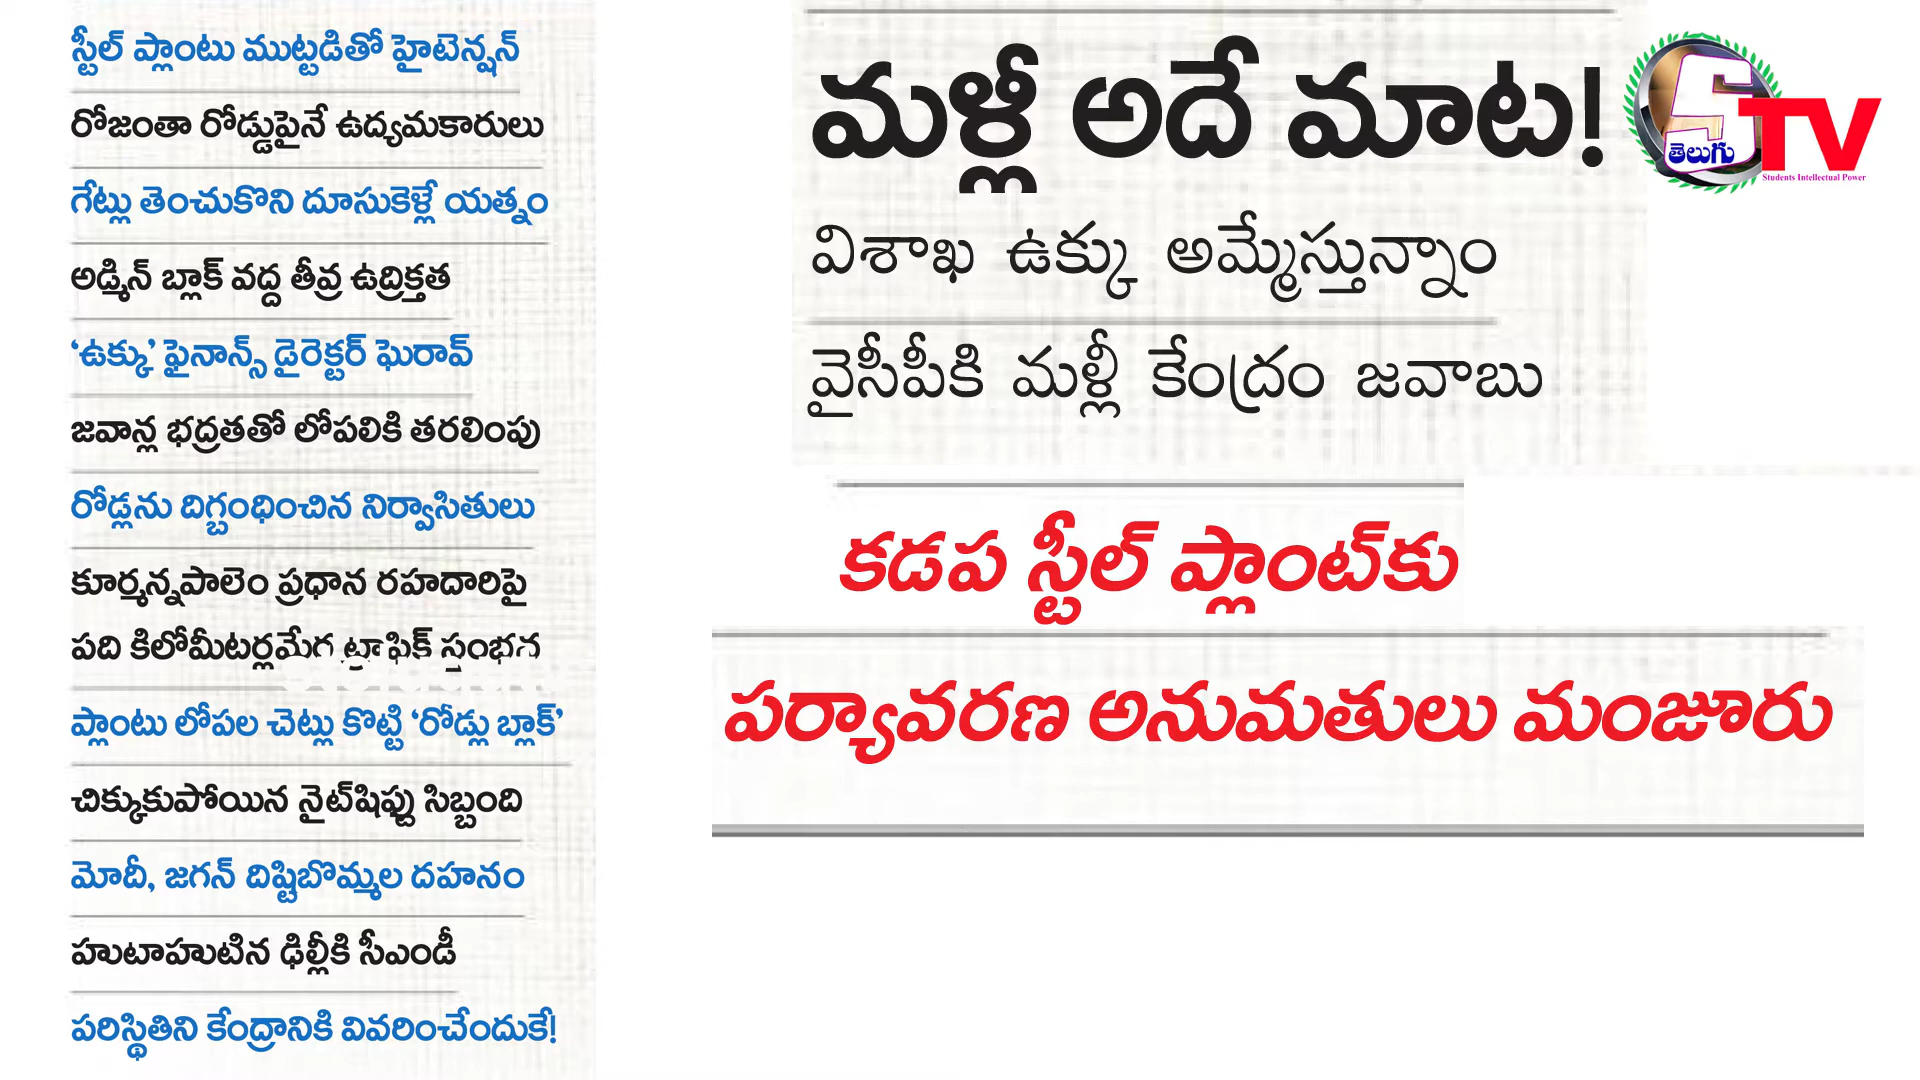 స్టీల్ ప్లాంటు ముట్టడితో హైటెన్షన్
రోజంతా రోడ్డుపైనే ఉద్యమకారులు
గేట్లు తెంచుకొని దూసుకెళ్లే యత్నం
అడ్మిన్ బ్లాక్ వద్ద తీవ్ర ఉద్రిక్తత
‘ఉక్కు’ ఫైనాన్స్ డైరెక్టర్ ఘెరావ్
జవాన్ల భద్రతతో లోపలికి తరలింపు
రోడ్లను దిగ్బంధించిన నిర్వాసితులు
కూర్మన్నపాలెం ప్రధాన రహదారిపై
పది కిలోమీటర్లమేర ట్రాఫిక్ స్తంభన
ప్లాంటు లోపల చెట్లు కొట్టి ‘రోడ్లు బ్లాక్’
చిక్కుకుపోయిన నైట్‌షిఫ్టు సిబ్బంది
మోదీ, జగన్ దిష్టిబొమ్మల దహనం
హుటాహుటిన ఢిల్లీకి సీఎండీ
పరిస్థితిని కేంద్రానికి వివరించేందుకే!
మళ్లీ అదే మాట!
విశాఖ ఉక్కు అమ్మేస్తున్నాం
వైసీపీకి మళ్లీ కేంద్రం జవాబు
కడప స్టీల్ ప్లాంట్‌కు
పర్యావరణ అనుమతులు మంజూరు
S TV
తెలుగు
Students Intellectual Power